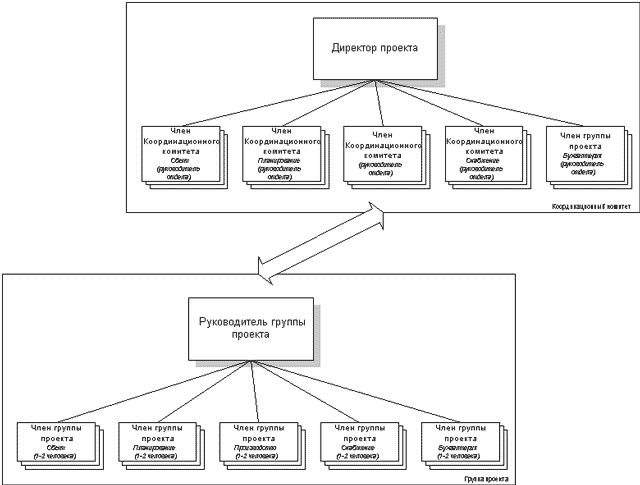 Директор проекта
Член
Координационного
комитета
Сбыт
(руководитель
отдела)
Член
Координационного
комитета
Планирование
(руководитель
отдела)
Член
Координационного
комитета
(руководитель
отдела)
Член
Координационного
комитета
Снабжение
(руководитель
отдела)
Член группы
проекта
Бухгалтерия
(руководитель
отдела)
Координационный комитет
Руководитель группы
проекта
Член группы
проекта
Сбыт
(1-2 человека)
Член группы
проекта
Планирование
(1-2 человека)
Член группы
проекта
Производство
(1-2 человека)
Член группы
проекта
Снабжение
(1-2 человека)
Член группы
проекта
Бухгалтерия
(1-2 человека)
Группа проекта